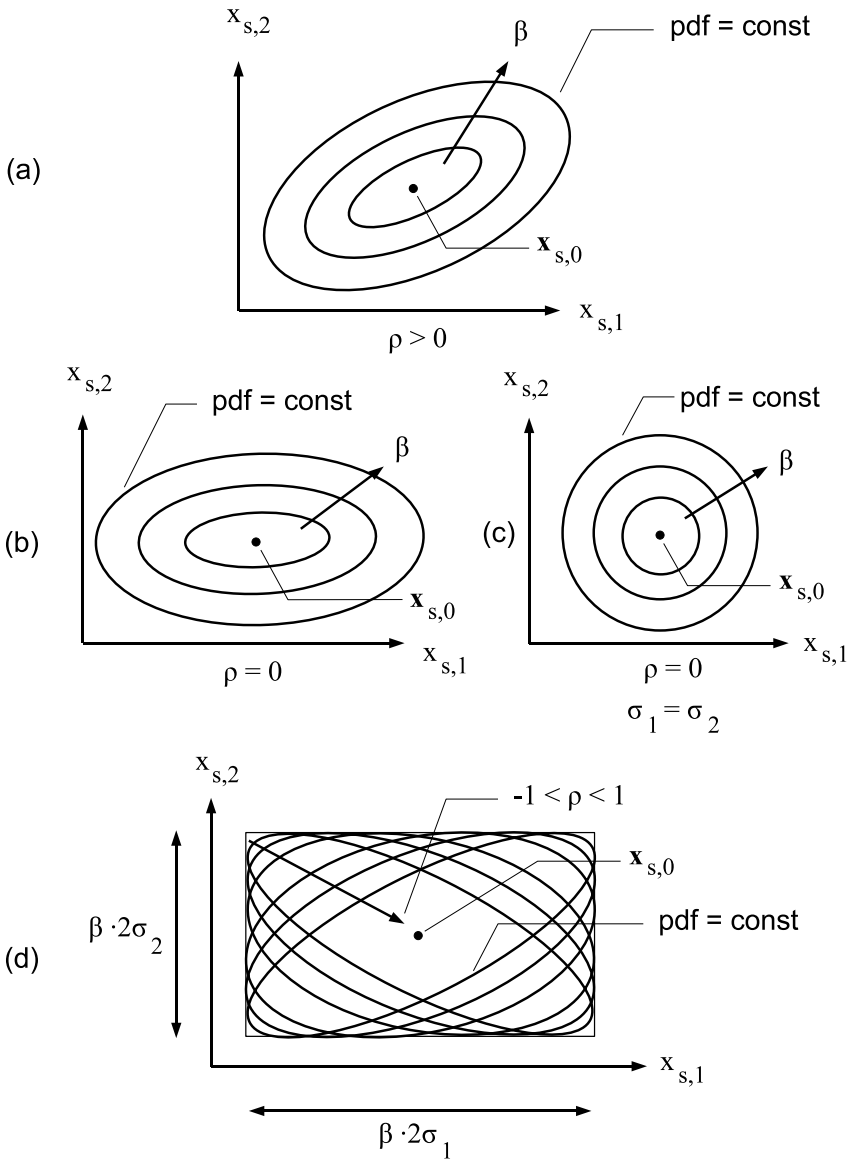 x s,2
β
pdf = const
(a)
x s,0
x s,1
ρ > 0
x s,2
pdf = const
β
(b)
x s,0
x s,1
ρ = 0
x s,2
pdf = const
β
(c)
x s,0
x s,1
ρ = 0
σ 1 = σ 2
x s,2
-1 < ρ < 1
x s,0
pdf = const
β ·2σ 2
(d)
x s,1
β ·2σ 1